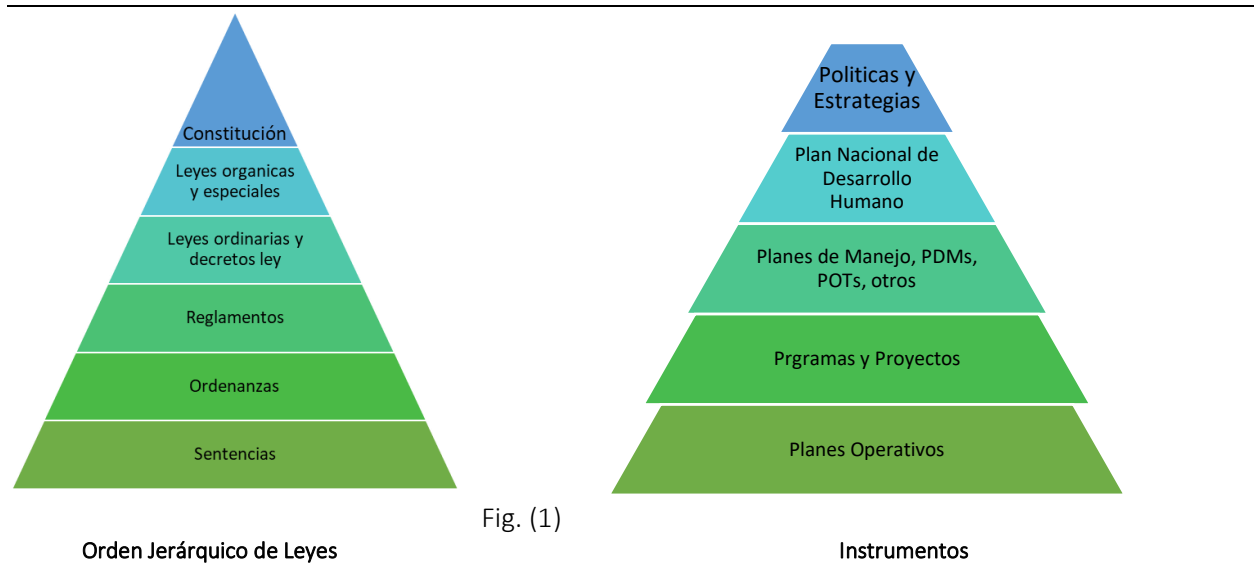 Constitución
Leyes organicas
y especiales
Leyes ordinarias y
decretos ley
Reglamentos
Ordenanzas
Sentencias
Politicas y
Estrategias
Plan Nacional de
Desarrollo
Humano
Planes de Manejo, PDMs,
POTs, otros
Prgramas y Proyectos
Planes Operativos
Fig. (1)
Orden Jerárquico de Leyes
Instrumentos